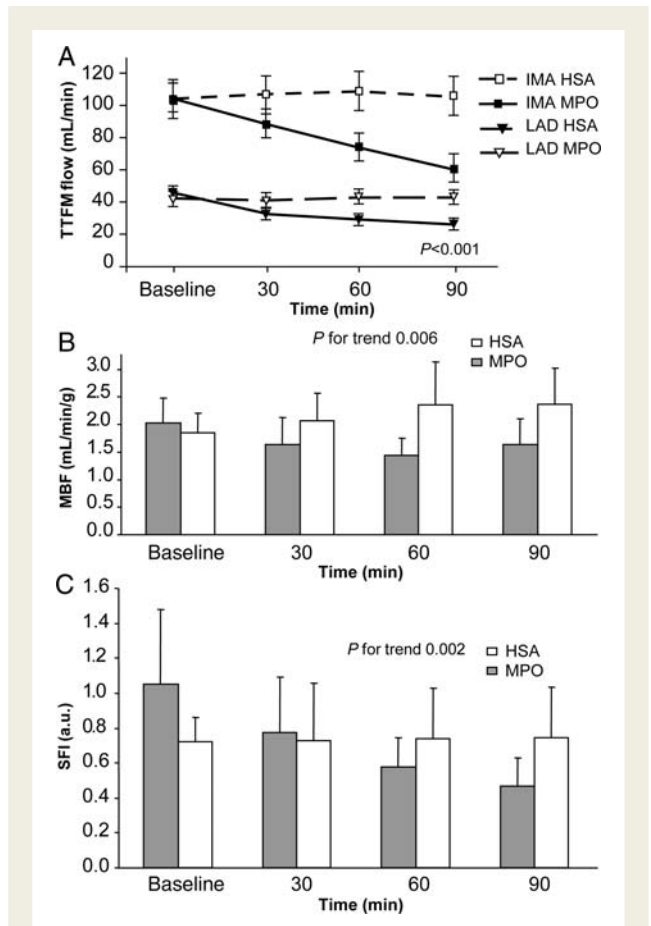 A
TTFM flow (mL/min)
120
100
80
60
40
20
0
IMA HSA
IMA MPO
LAD HSA
LAD MPO
P<0.001
Baseline 30 60 90
Time (min)
B
P for trend 0.006
HSA
MPO
MBF (mL/min/g)
3.0
2.5
2.0
1.5
1.0
0.5
0.0
Baseline 30 60 90
Time (min)
C
P for trend 0.002
HSA
MPO
SFI (a.u.)
1.6
1.4
1.2
1.0
0.8
0.6
0.4
0.2
0.0
Baseline 30 60 90
Time (min)